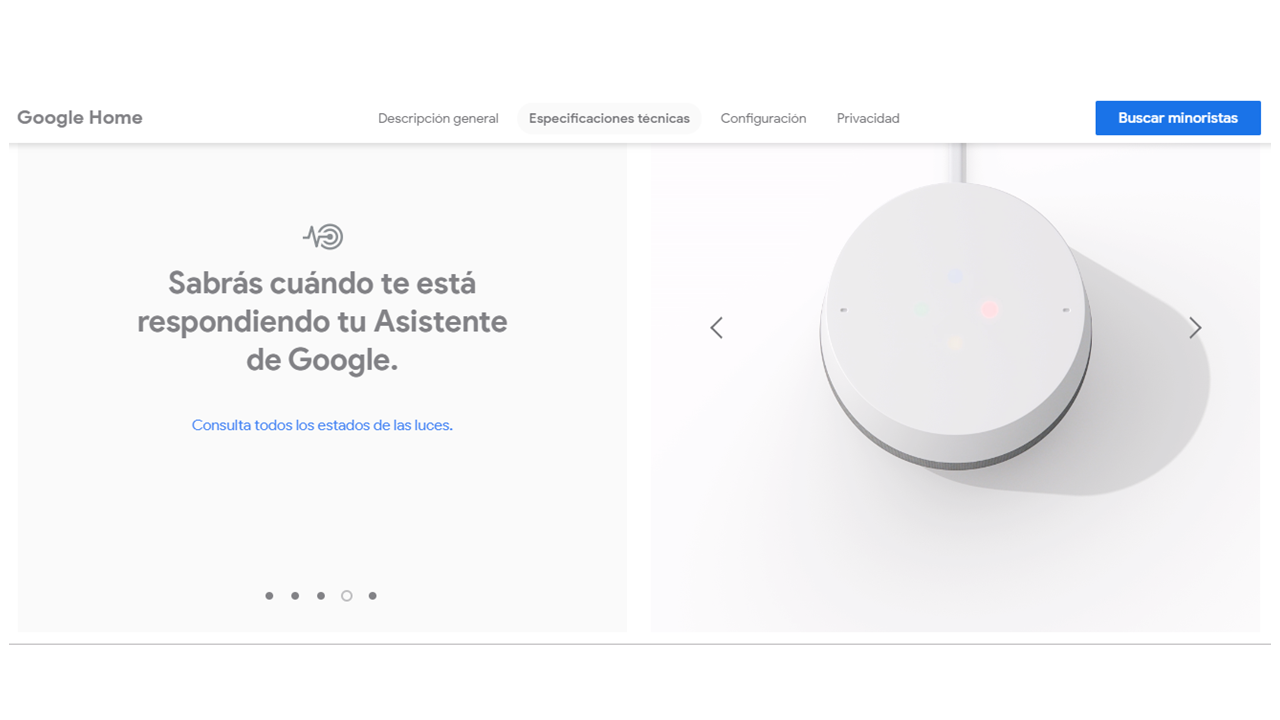 Google Home
Descripción general
Especificaciones técnicas
Configuración
Privacidad
Buscar minoristas
Sabrás cuándo te está
respondiendo tu Asistente
de Google.
Consulta todos los estados de las luces.